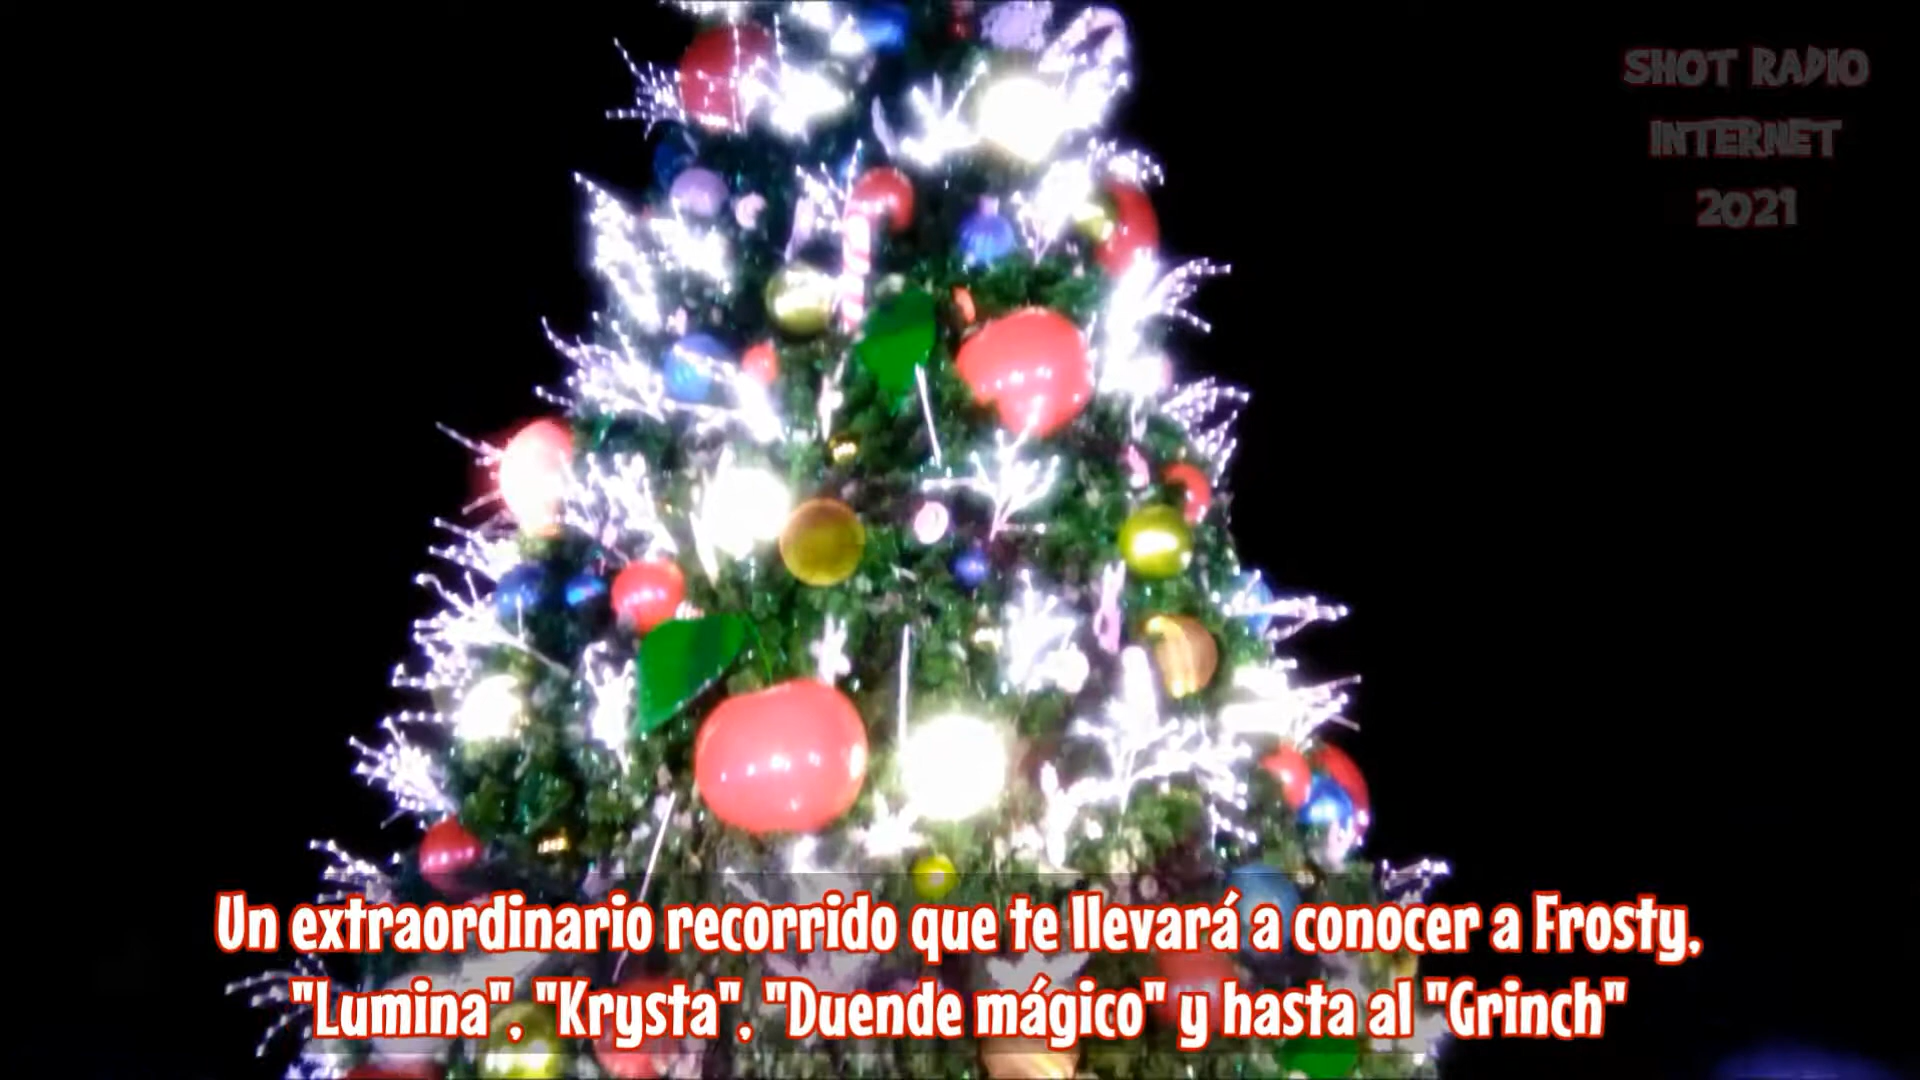 SHOT RADIO
INTERNET
2021
Un extraordinario recorrido que te llevará a conocer a Frosty,
"Lumina", "Krysta", "Duende mágico" y hasta al "Grinch"